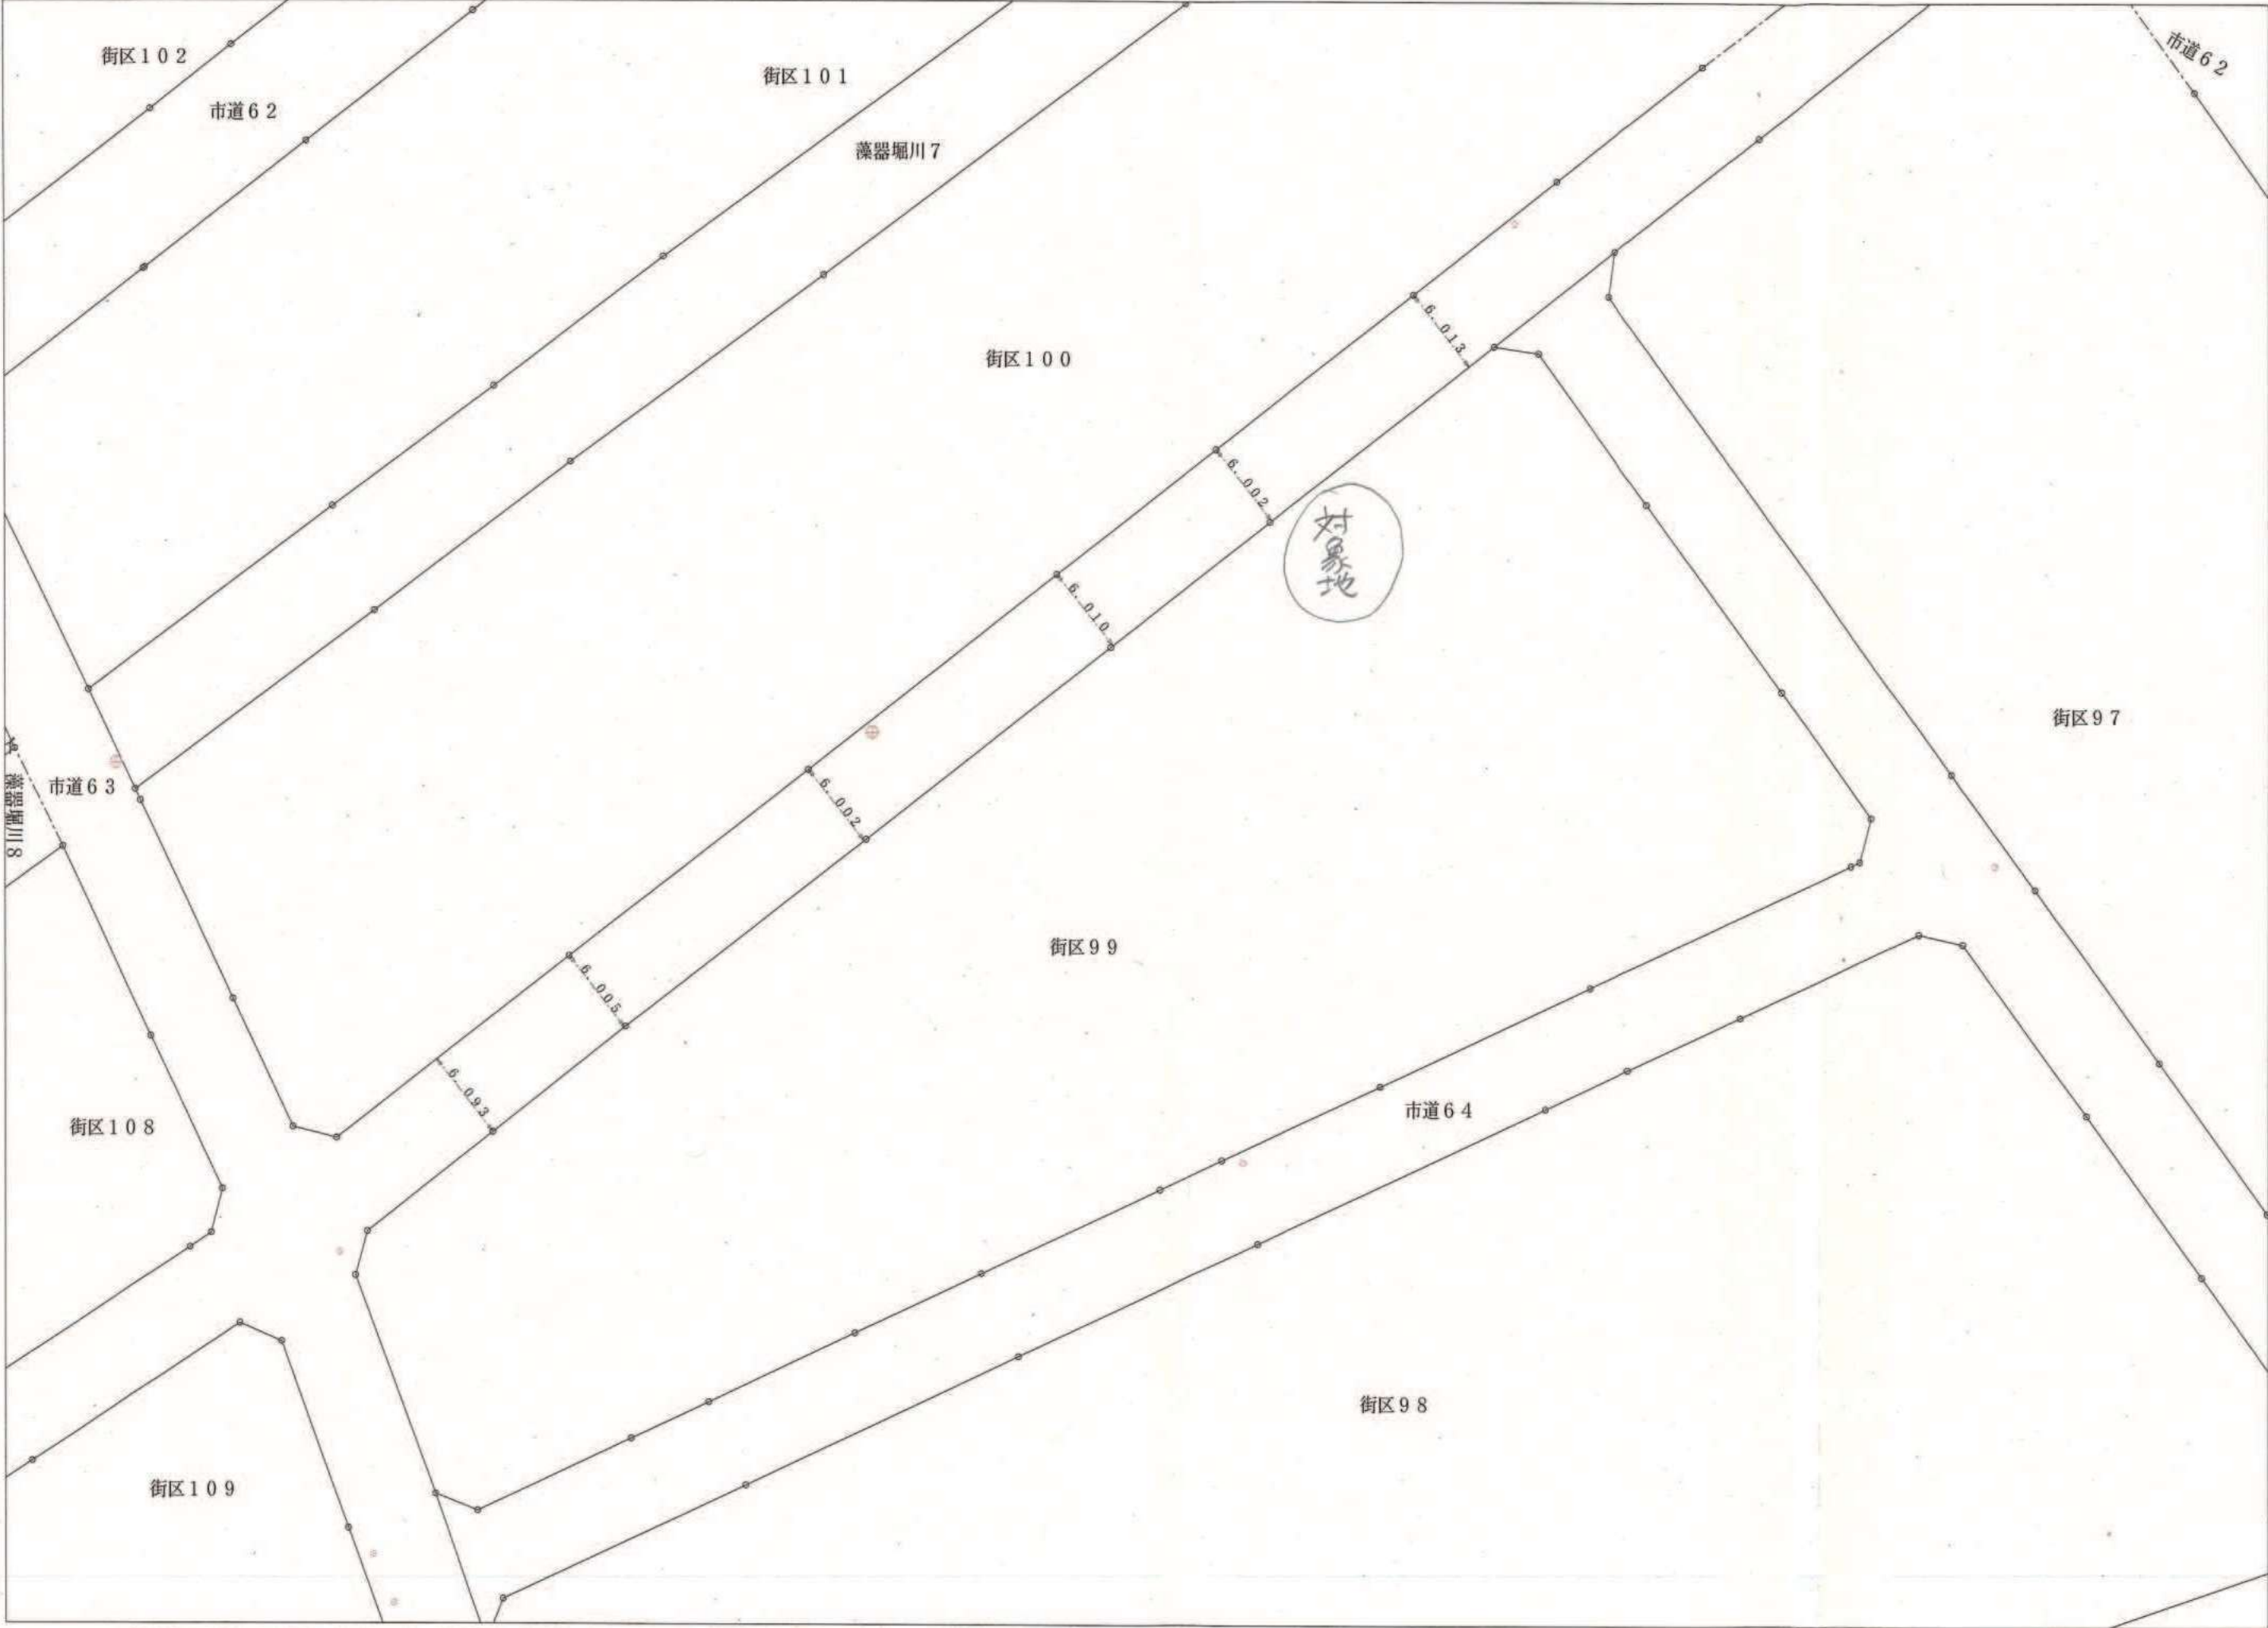 街区１０２
市道６２
街区１０１
藻器堀川７
市道６２
街区１００
6.013
6.002
対象地
6.010
6.002
街区９７
市道６３
藻器堀川８
街区９９
6.005
6.093
街区１０８
市道６４
街区９８
街区１０９